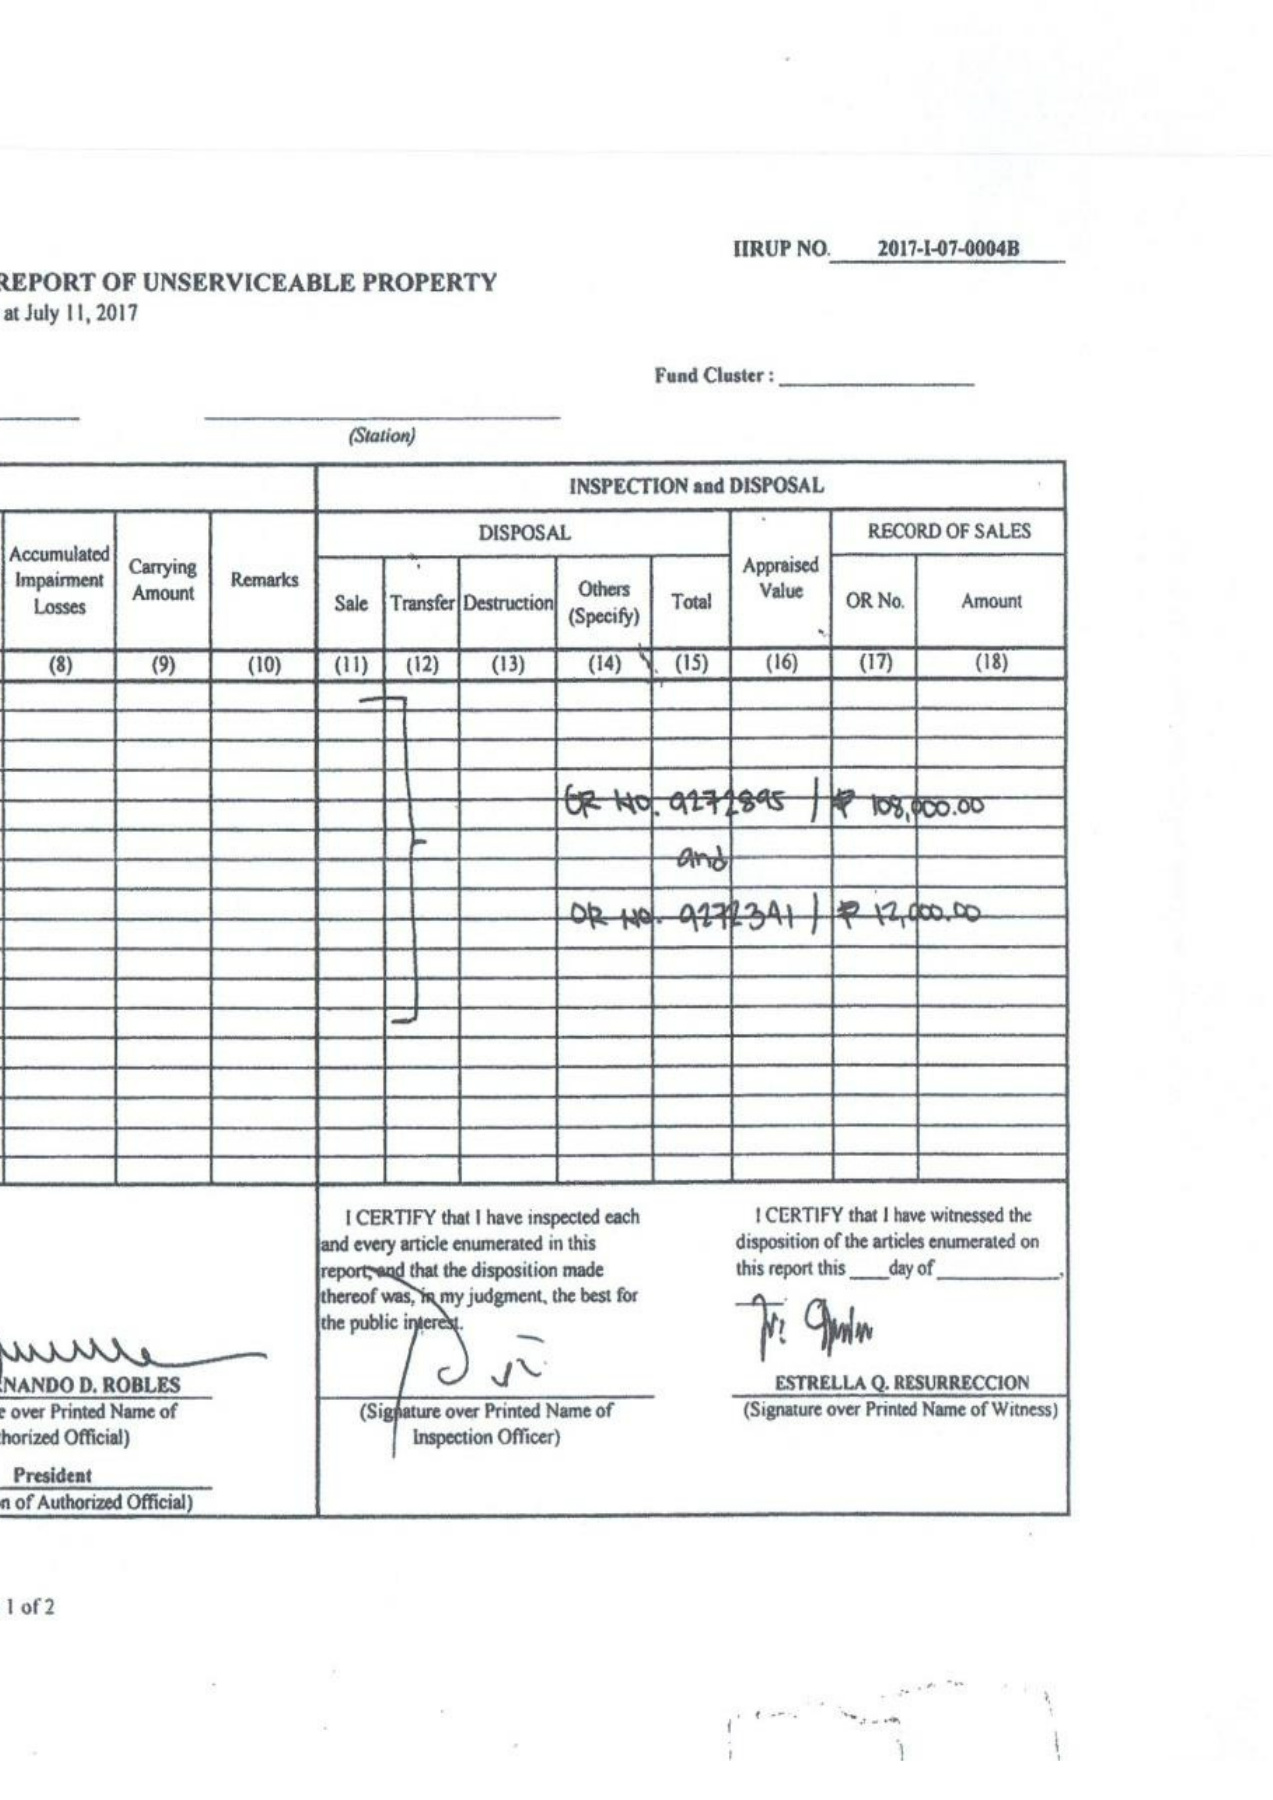 IIRUP NO. 2017-I-07-0004B
REPORT OF UNSERVICEABLE PROPERTY
at July 11, 2017
Fund Cluster :
(Station)
INSPECTION and DISPOSAL
DISPOSAL
RECORD OF SALES
Accumulated Impairment Losses
Carrying Amount
Remarks
Sale
Transfer
Destruction
Others (Specify)
Total
Appraised Value
OR No.
Amount
(8) (9) (10) (11) (12) (13) (14) (15) (16) (17) (18)
OR NO. 9272895 / ₱ 108,000.00
and
OR NO. 9272341 / ₱ 12,000.00
I CERTIFY that I have inspected each
and every article enumerated in this
report, and that the disposition made
thereof was, in my judgment, the best for
the public interest.
I CERTIFY that I have witnessed the
disposition of the articles enumerated on
this report this ____day of __________.
NANDO D. ROBLES
e over Printed Name of
horized Official)
President
n of Authorized Official)
(Signature over Printed Name of
Inspection Officer)
ESTRELLA Q. RESURRECCION
(Signature over Printed Name of Witness)
1 of 2